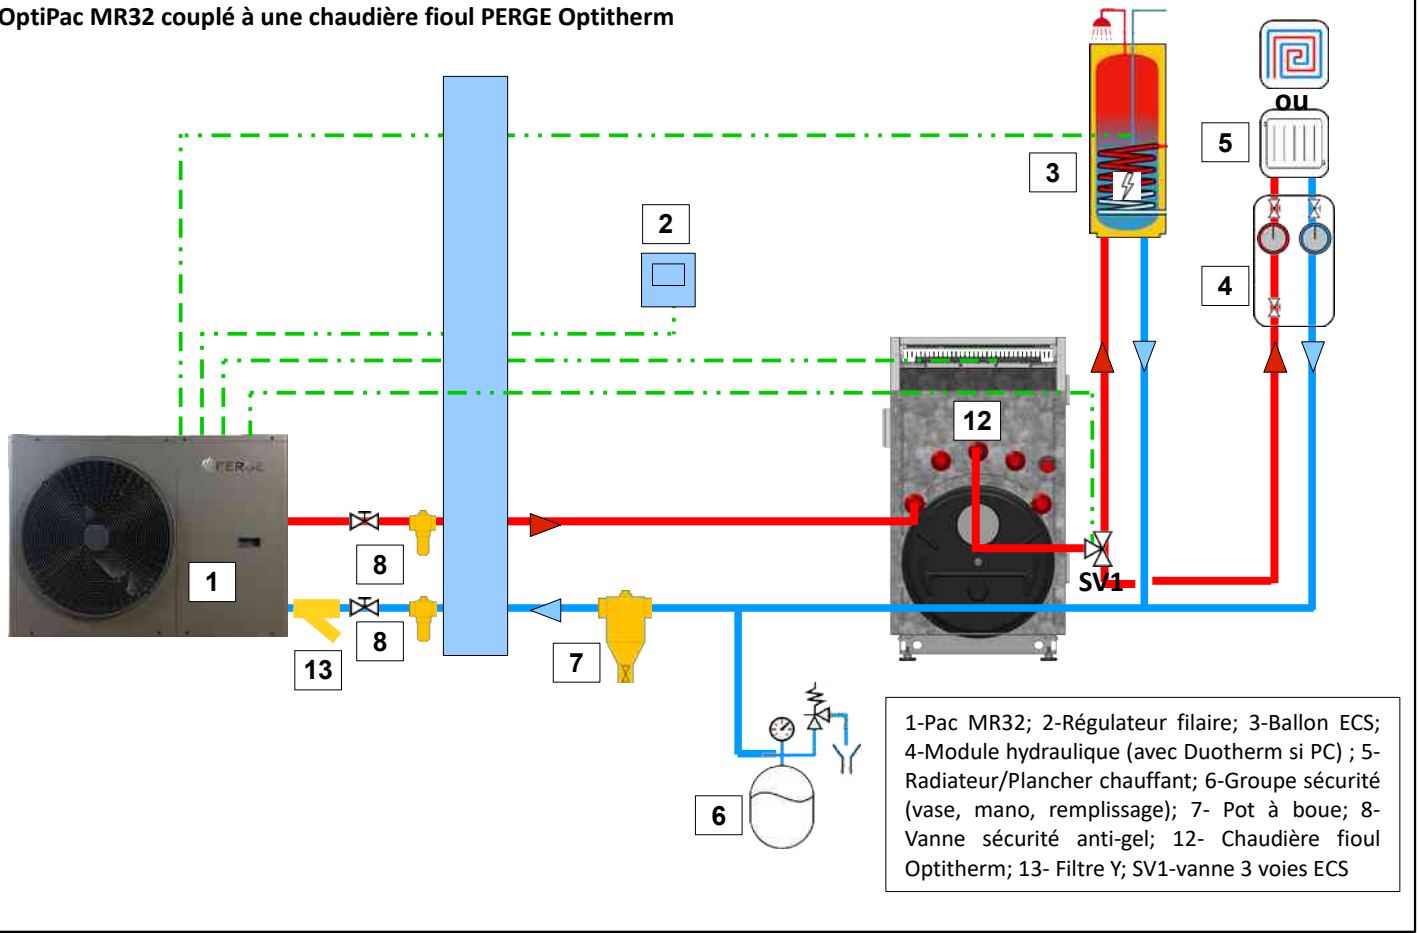 OptiPac MR32 couplé à une chaudière fioul PERGE Optitherm
ou
5
3
2
4
12
PERGE
8
1
SV1
8
7
13
6
1-Pac MR32; 2-Régulateur filaire; 3-Ballon ECS;
4-Module hydraulique (avec Duotherm si PC) ; 5-
Radiateur/Plancher chauffant; 6-Groupe sécurité
(vase, mano, remplissage); 7- Pot à boue; 8-
Vanne sécurité anti-gel; 12- Chaudière fioul
Optitherm; 13- Filtre Y; SV1-vanne 3 voies ECS